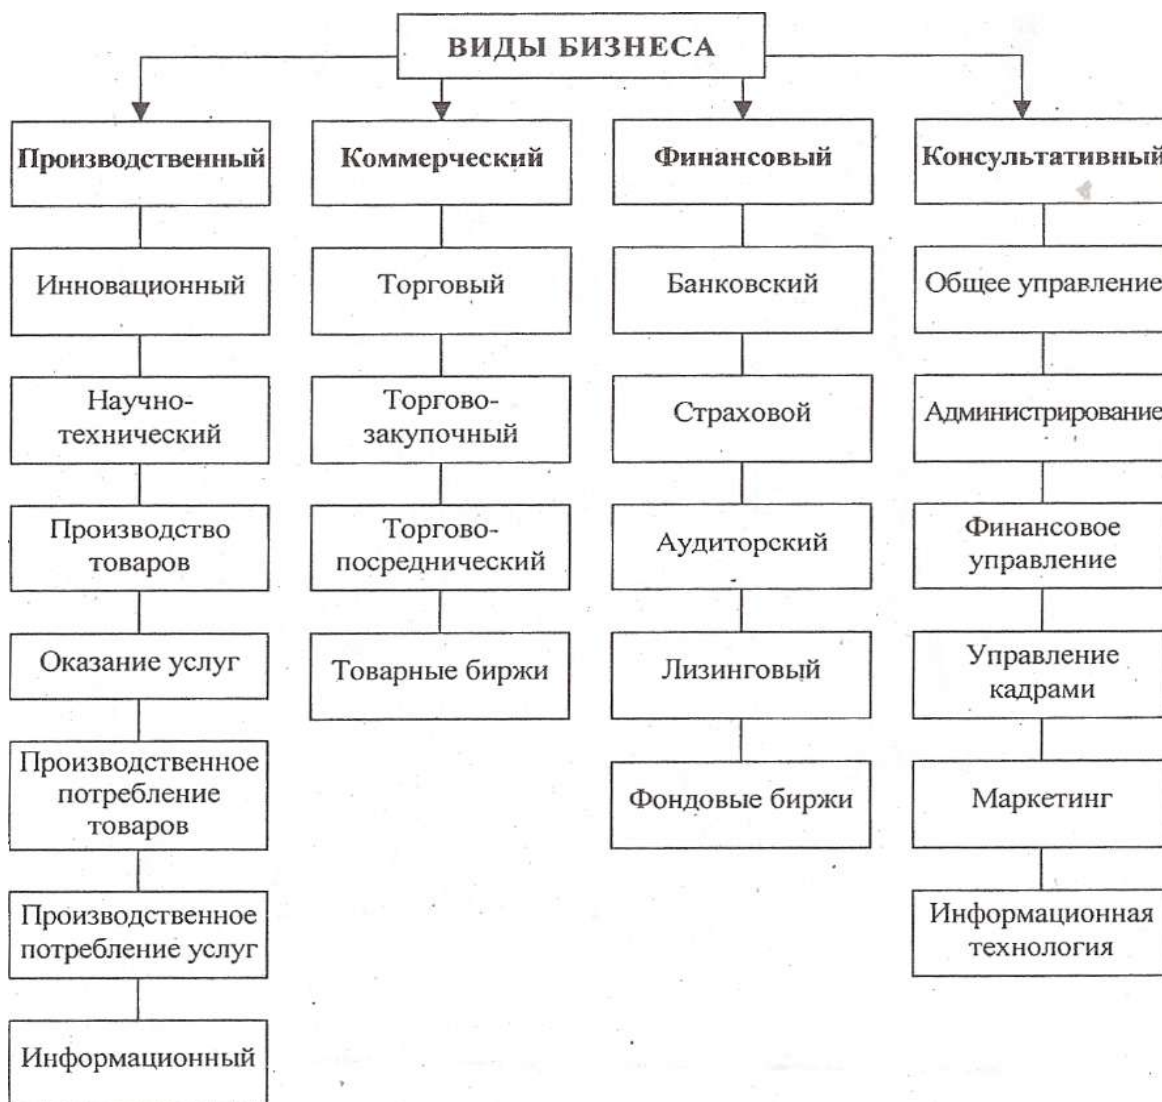 ВИДЫ БИЗНЕСА
Производственный
Коммерческий
Финансовый
Консультативный
Инновационный
Торговый
Банковский
Общее управление
Научно-
технический
Торгово-
закупочный
Страховой
Администрирование
Производство
товаров
Торгово-
посреднический
Аудиторский
Финансовое
управление
Оказание услуг
Товарные биржи
Лизинговый
Управление
кадрами
Производственное
потребление
товаров
Фондовые биржи
Маркетинг
Производственное
потребление услуг
Информационная
технология
Информационный